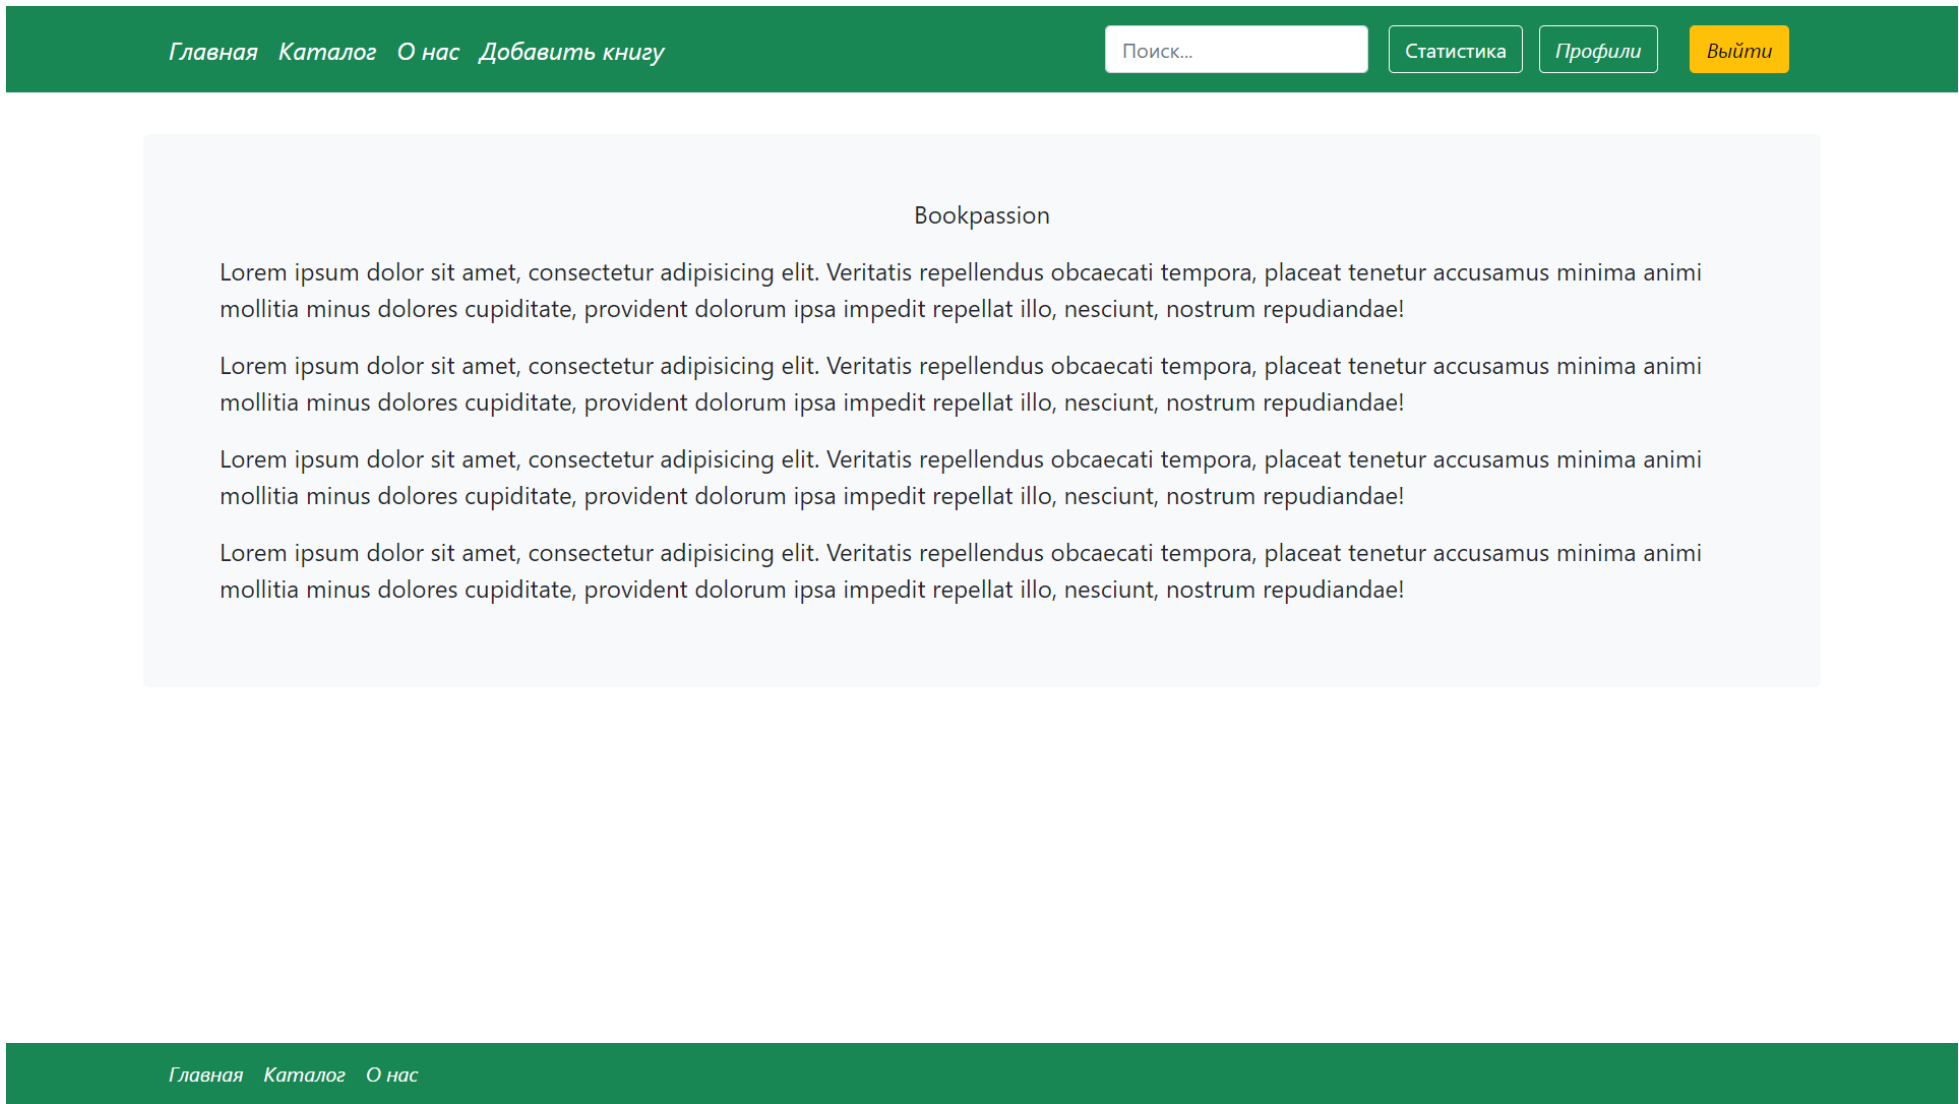 Главная Каталог О нас Добавить книгу Поиск... Статистика Профили Выйти
Bookpassion
Lorem ipsum dolor sit amet, consectetur adipisicing elit. Veritatis repellendus obcaecati tempora, placeat tenetur accusamus minima animi
mollitia minus dolores cupiditate, provident dolorum ipsa impedit repellat illo, nesciunt, nostrum repudiandae!
Lorem ipsum dolor sit amet, consectetur adipisicing elit. Veritatis repellendus obcaecati tempora, placeat tenetur accusamus minima animi
mollitia minus dolores cupiditate, provident dolorum ipsa impedit repellat illo, nesciunt, nostrum repudiandae!
Lorem ipsum dolor sit amet, consectetur adipisicing elit. Veritatis repellendus obcaecati tempora, placeat tenetur accusamus minima animi
mollitia minus dolores cupiditate, provident dolorum ipsa impedit repellat illo, nesciunt, nostrum repudiandae!
Lorem ipsum dolor sit amet, consectetur adipisicing elit. Veritatis repellendus obcaecati tempora, placeat tenetur accusamus minima animi
mollitia minus dolores cupiditate, provident dolorum ipsa impedit repellat illo, nesciunt, nostrum repudiandae!
Главная Каталог О нас